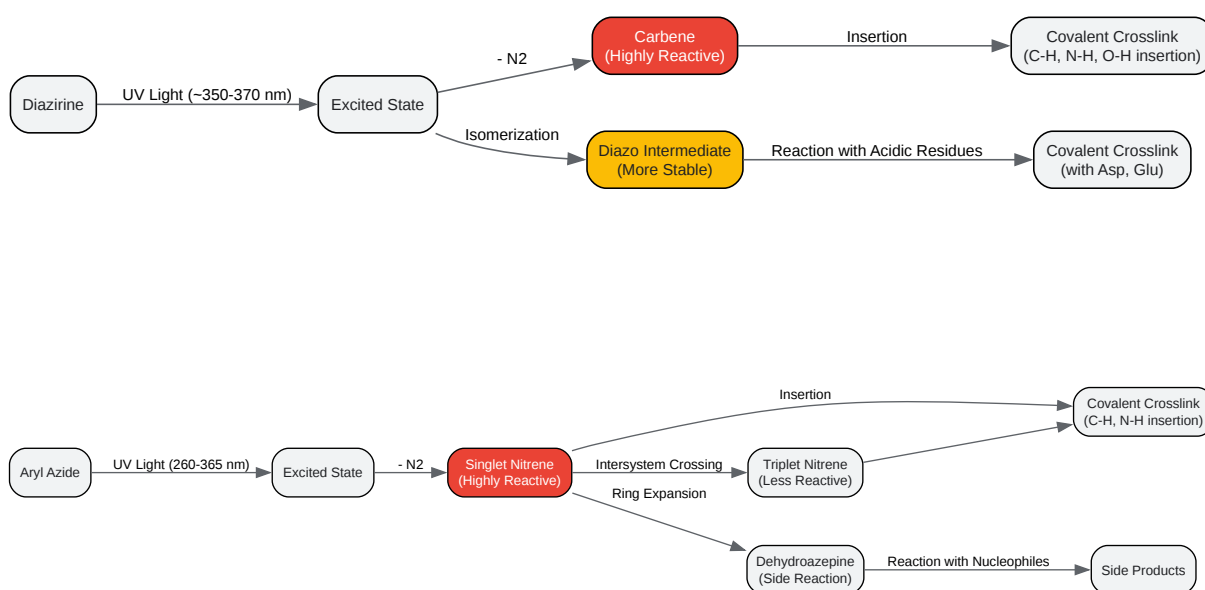 Diazirine
UV Light (~350-370 nm)
Excited State
- N2
Isomerization
Carbene
(Highly Reactive)
Insertion
Covalent Crosslink
(C-H, N-H, O-H insertion)
Diazo Intermediate
(More Stable)
Reaction with Acidic Residues
Covalent Crosslink
(with Asp, Glu)
Aryl Azide
UV Light (260-365 nm)
Excited State
- N2
Singlet Nitrene
(Highly Reactive)
Insertion
Covalent Crosslink
(C-H, N-H insertion)
Intersystem Crossing
Triplet Nitrene
(Less Reactive)
Ring Expansion
Dehydroazepine
(Side Reaction)
Reaction with Nucleophiles
Side Products